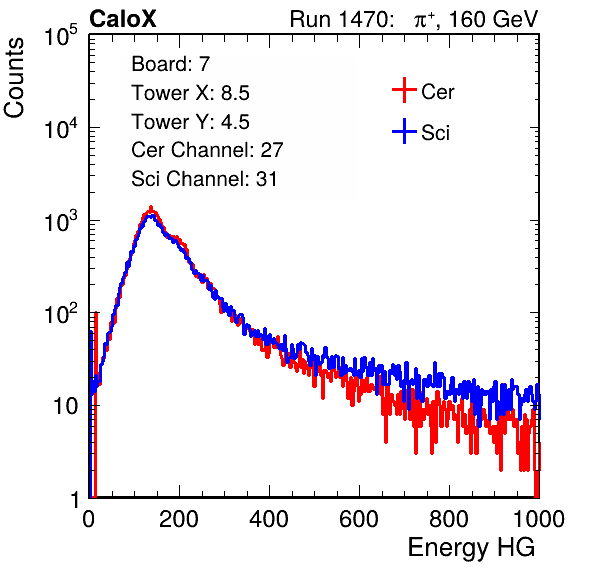 CaloX Run 1470: π⁺, 160 GeV
Counts
10⁵
10⁴
10³
10²
10
1
Board: 7
Tower X: 8.5
Tower Y: 4.5
Cer Channel: 27
Sci Channel: 31
Cer
Sci
0 200 400 600 800 1000
Energy HG